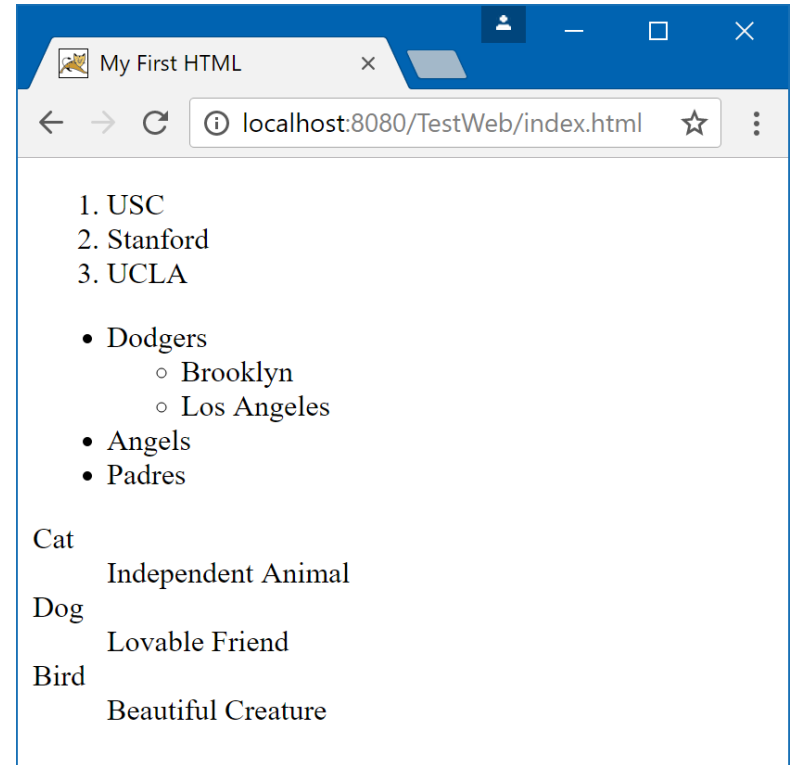 My First HTML
localhost:8080/TestWeb/index.html
1. USC
2. Stanford
3. UCLA
• Dodgers
○ Brooklyn
○ Los Angeles
• Angels
• Padres
Cat
Independent Animal
Dog
Lovable Friend
Bird
Beautiful Creature